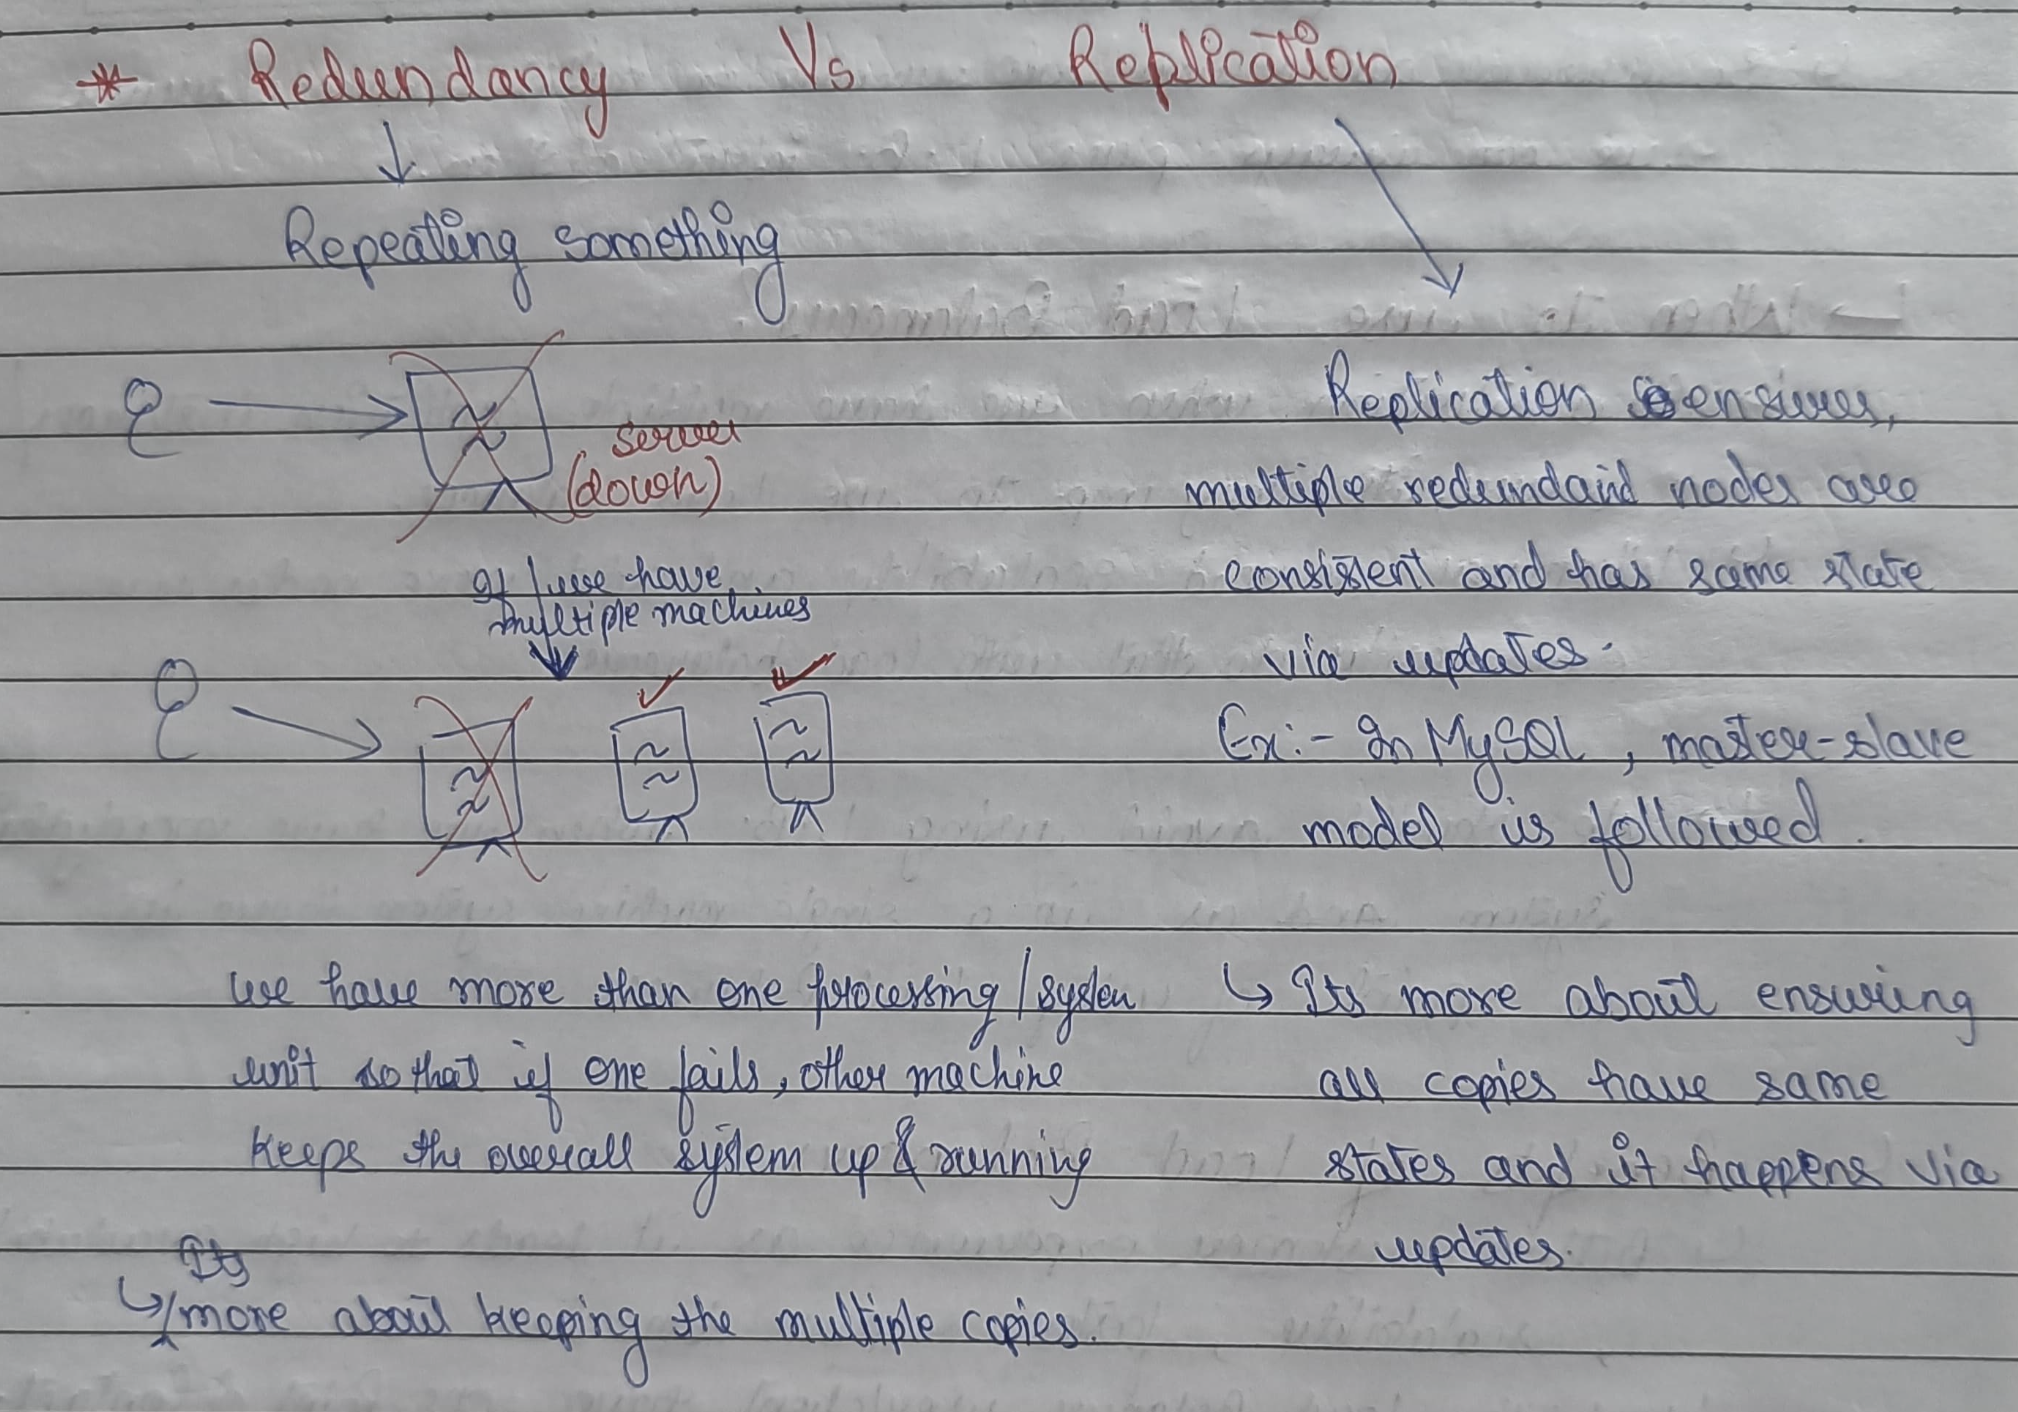 * Redundancy Vs Replication
Repeating something
server
(down)
If we have
multiple machines
we have more than one processing/system
unit so that if one fails, other machine
keeps the overall system up & running
↳ Its more about keeping the multiple copies.
Replication ensures,
multiple redundant nodes are
consistent and has same state
via updates.
Ex:- In MySQL, master-slave
model is followed.
↳ Its more about ensuring
all copies have same
states and it happens via
updates.